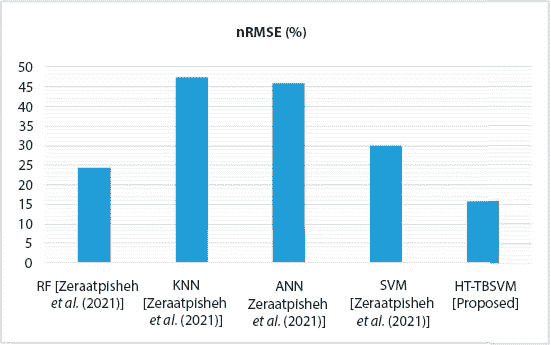 nRMSE (%)
50
45
40
35
30
25
20
15
10
5
0
RF [Zeraatpisheh
et al. (2021)]
KNN
[Zeraatpisheh
et al. (2021)]
ANN
Zeraatpisheh
et al. (2021)]
SVM
[Zeraatpisheh
et al. (2021)]
HT-TBSVM
[Proposed]